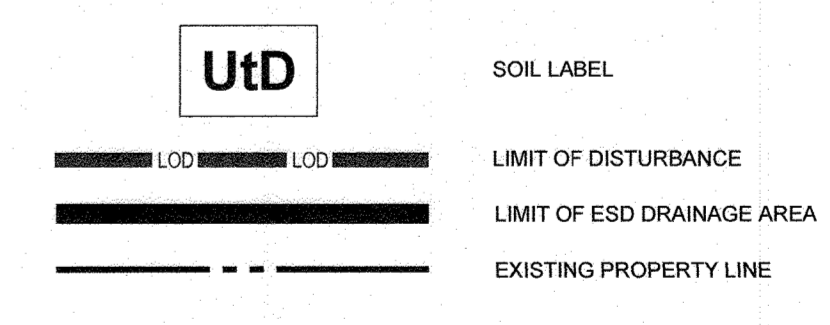 UtD SOIL LABEL
LOD LOD LIMIT OF DISTURBANCE
LIMIT OF ESD DRAINAGE AREA
EXISTING PROPERTY LINE